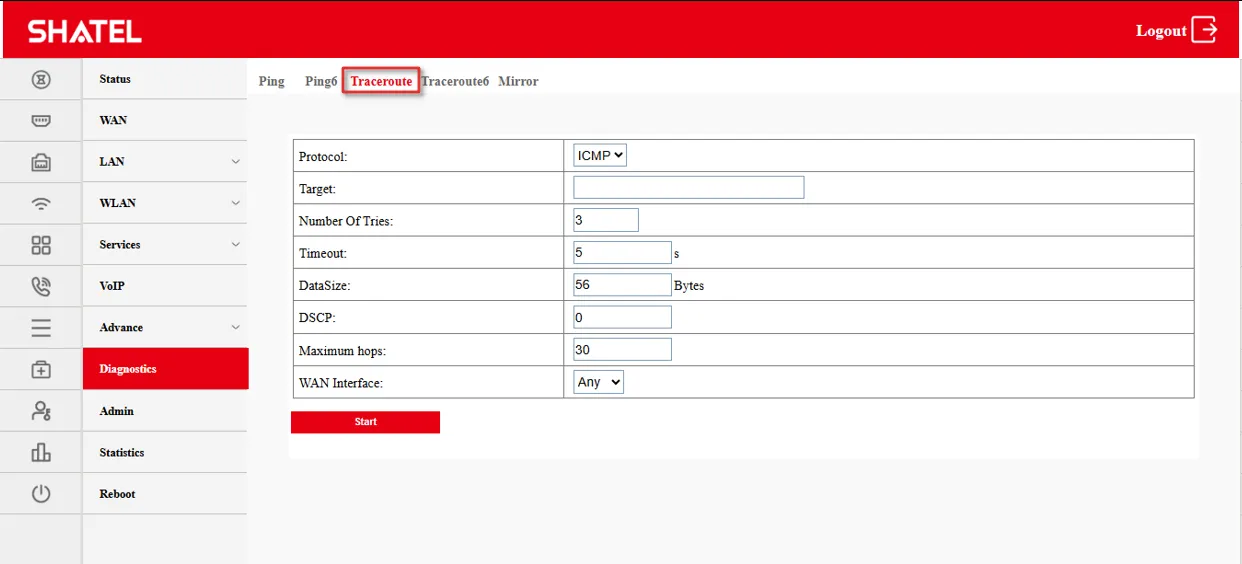 SHATEL
Logout
Status
WAN
LAN
WLAN
Services
VoIP
Advance
Diagnostics
Admin
Statistics
Reboot
Ping Ping6 Traceroute Traceroute6 Mirror
Protocol: ICMP
Target:
Number Of Tries: 3
Timeout: 5 s
DataSize: 56 Bytes
DSCP: 0
Maximum hops: 30
WAN Interface: Any
Start